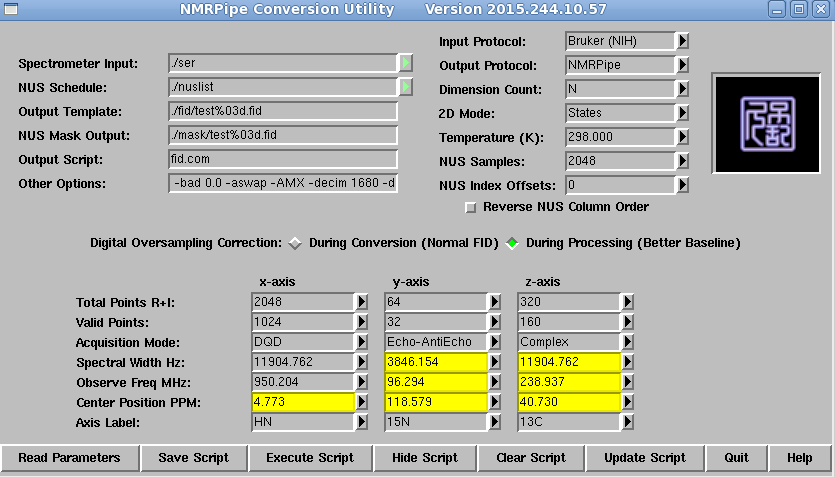 NMRPipe Conversion Utility Version 2015.244.10.57
Spectrometer Input: ./ser
NUS Schedule: ./nuslist
Output Template: ./fid/test%03d.fid
NUS Mask Output: ./mask/test%03d.fid
Output Script: fid.com
Other Options: -bad 0.0 -aswap -AMX -decim 1680 -d
Input Protocol: Bruker (NIH)
Output Protocol: NMRPipe
Dimension Count: N
2D Mode: States
Temperature (K): 298.000
NUS Samples: 2048
NUS Index Offsets: 0
Reverse NUS Column Order
Digital Oversampling Correction: During Conversion (Normal FID) During Processing (Better Baseline)
x-axis y-axis z-axis
Total Points R+I: 2048 64 320
Valid Points: 1024 32 160
Acquisition Mode: DQD Echo-AntiEcho Complex
Spectral Width Hz: 11904.762 3846.154 11904.762
Observe Freq MHz: 950.204 96.294 238.937
Center Position PPM: 4.773 118.579 40.730
Axis Label: HN 15N 13C
Read Parameters Save Script Execute Script Hide Script Clear Script Update Script Quit Help